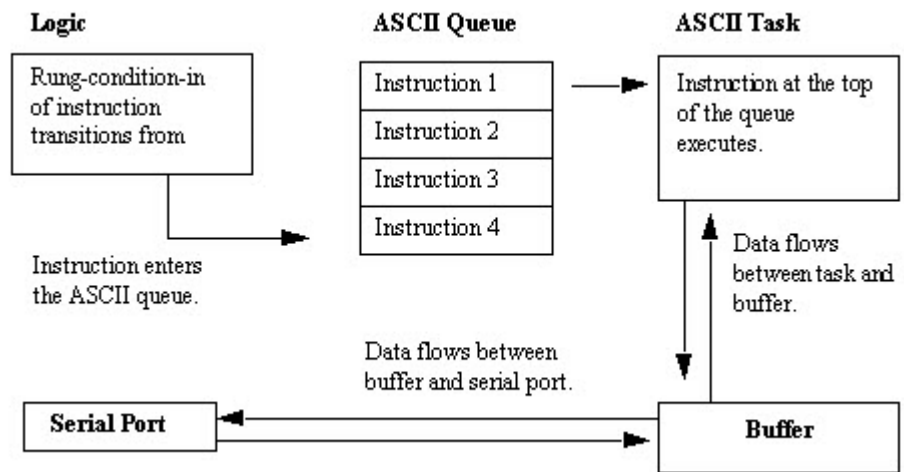 Logic
ASCII Queue
ASCII Task
Rung-condition-in
of instruction
transitions from
Instruction 1
Instruction 2
Instruction 3
Instruction 4
Instruction at the top
of the queue
executes.
Instruction enters
the ASCII queue.
Data flows
between task and
buffer.
Data flows between
buffer and serial port.
Serial Port
Buffer